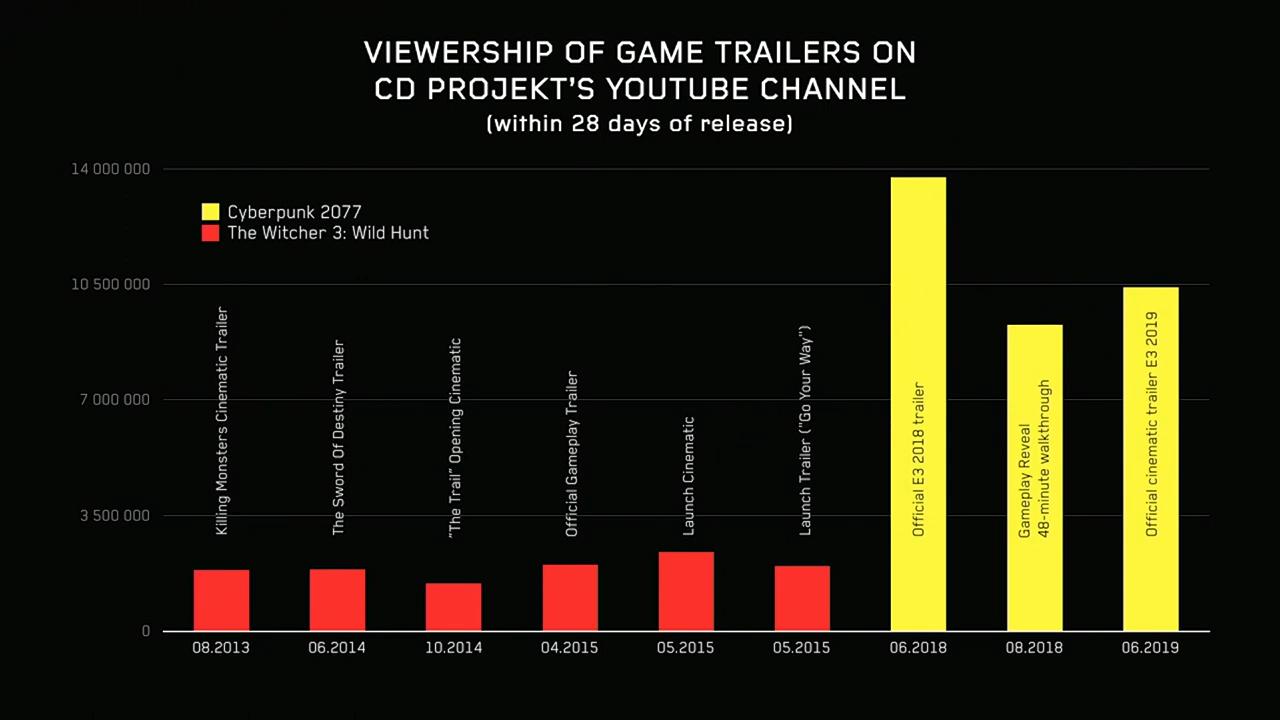 VIEWERSHIP OF GAME TRAILERS ON
CD PROJEKT'S YOUTUBE CHANNEL
(within 28 days of release)
14 000 000
10 500 000
7 000 000
3 500 000
0
Cyberpunk 2077
The Witcher 3: Wild Hunt
Killing Monsters Cinematic Trailer
The Sword Of Destiny Trailer
"The Trail" Opening Cinematic
Official Gameplay Trailer
Launch Cinematic
Launch Trailer ("Go Your Way")
Official E3 2018 trailer
Gameplay Reveal
48-minute walkthrough
Official cinematic trailer E3 2019
08.2013
06.2014
10.2014
04.2015
05.2015
05.2015
06.2018
08.2018
06.2019